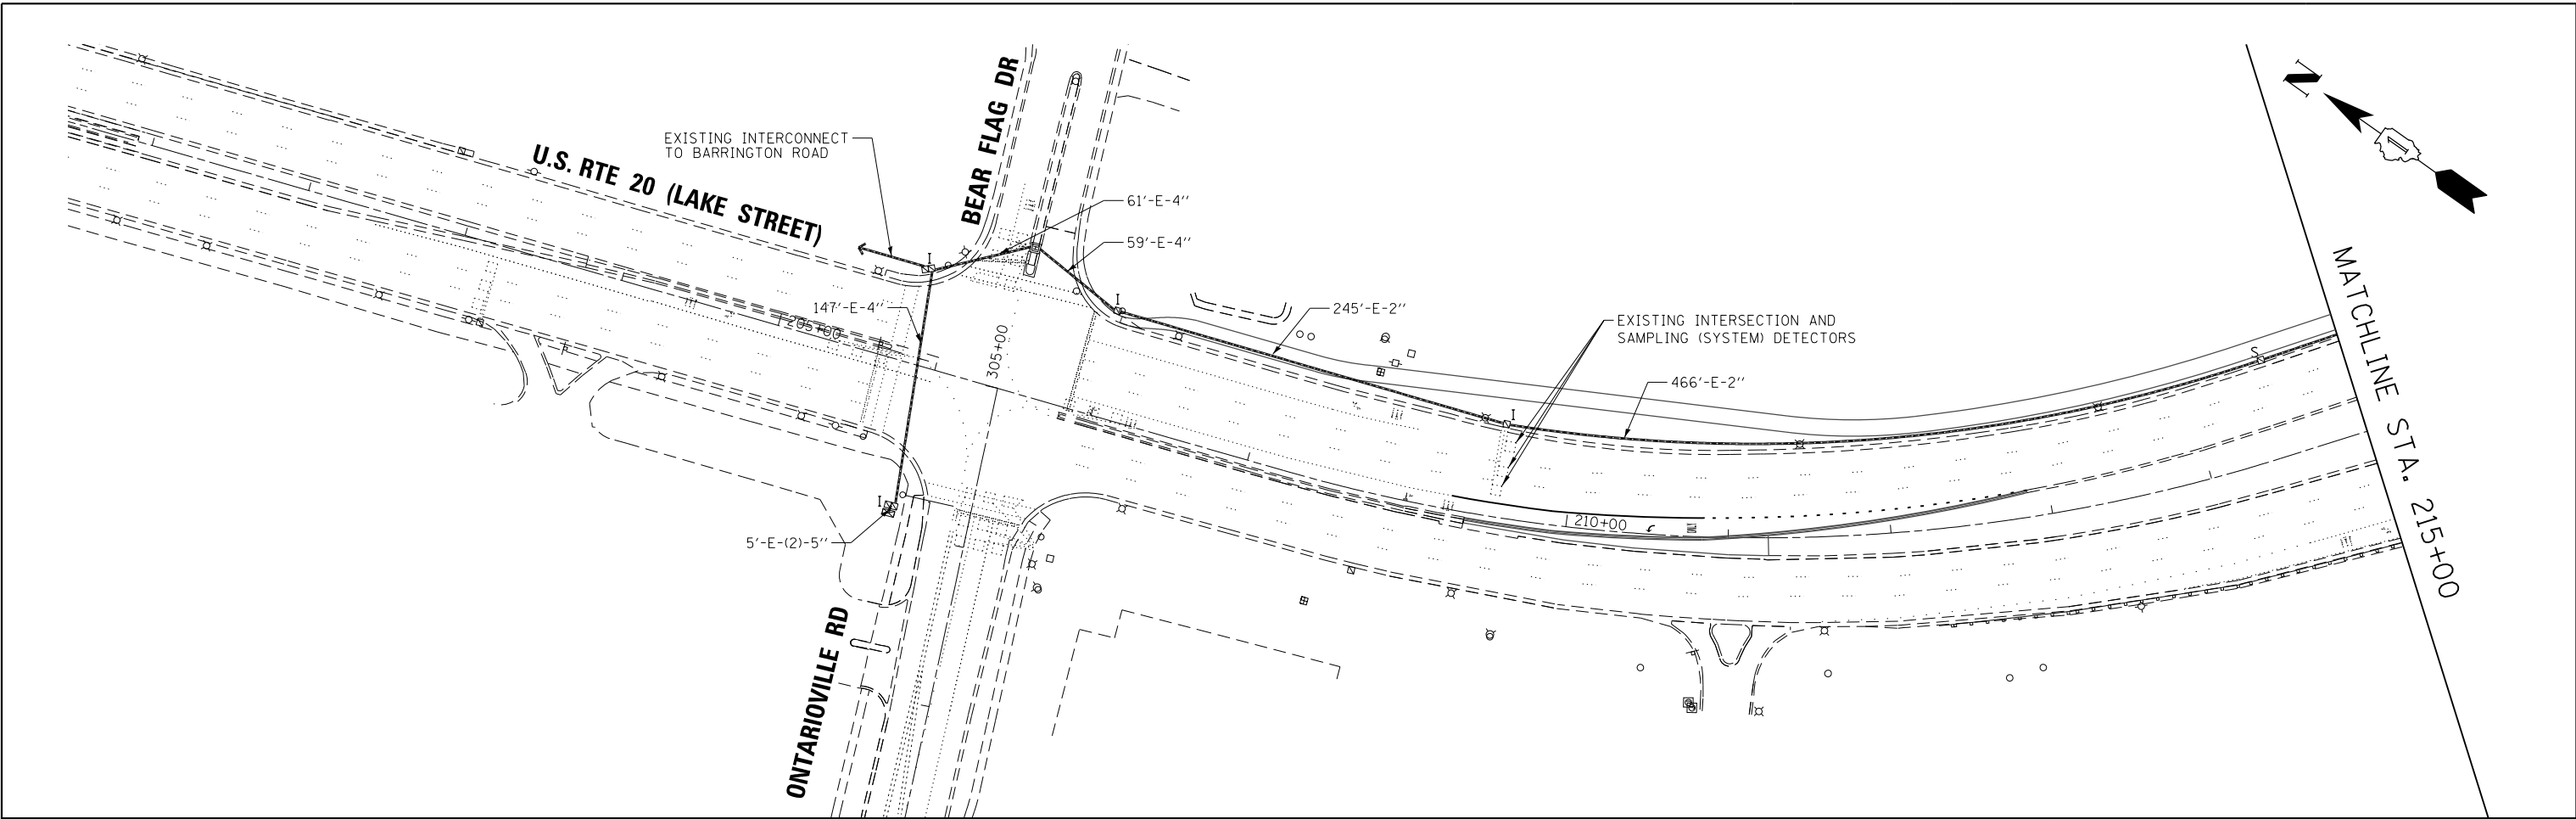 EXISTING INTERCONNECT
TO BARRINGTON ROAD
U.S. RTE 20 (LAKE STREET)
BEAR FLAG DR
N
61'-E-4''
59'-E-4''
I
I
147'-E-4''
205+00
305+00
245'-E-2''
EXISTING INTERSECTION AND
SAMPLING (SYSTEM) DETECTORS
466'-E-2''
S
I
I
5'-E-(2)-5''
210+00
MATCHLINE STA. 215+00
ONTARIOVILLE RD